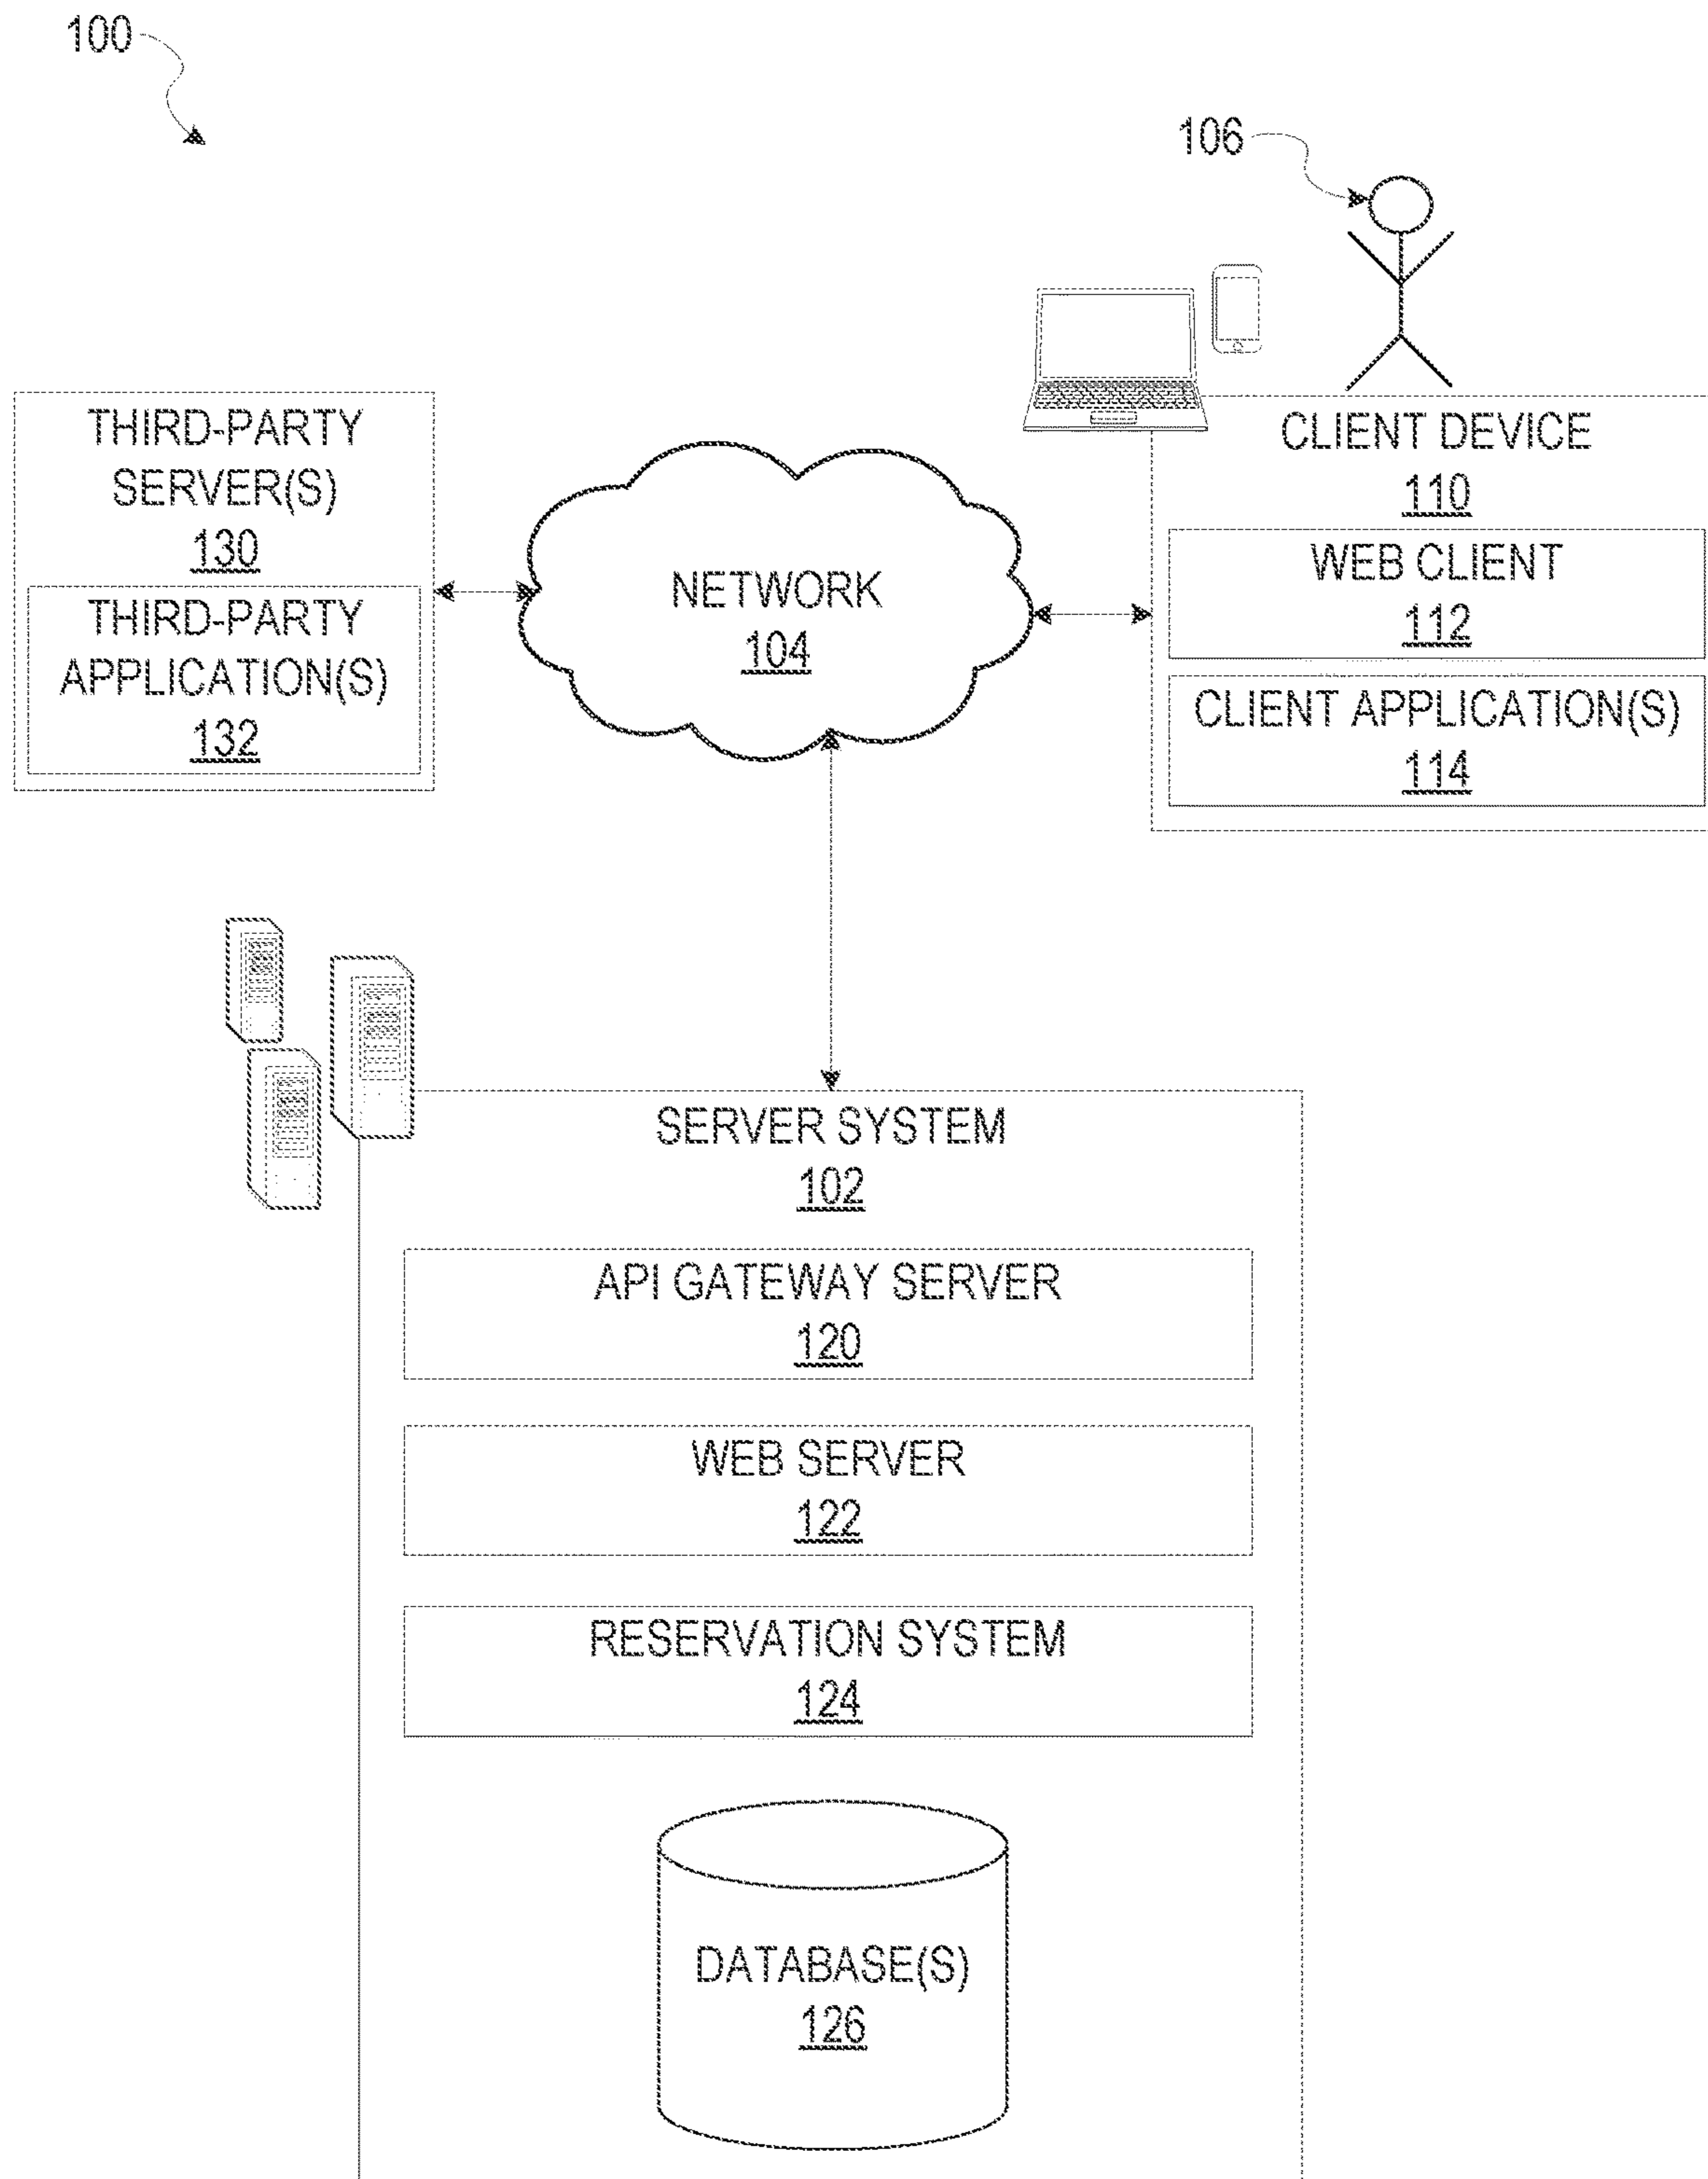 100
106
THIRD-PARTY
SERVER(S)
130
THIRD-PARTY
APPLICATION(S)
132
NETWORK
104
CLIENT DEVICE
110
WEB CLIENT
112
CLIENT APPLICATION(S)
114
SERVER SYSTEM
102
API GATEWAY SERVER
120
WEB SERVER
122
RESERVATION SYSTEM
124
DATABASE(S)
126